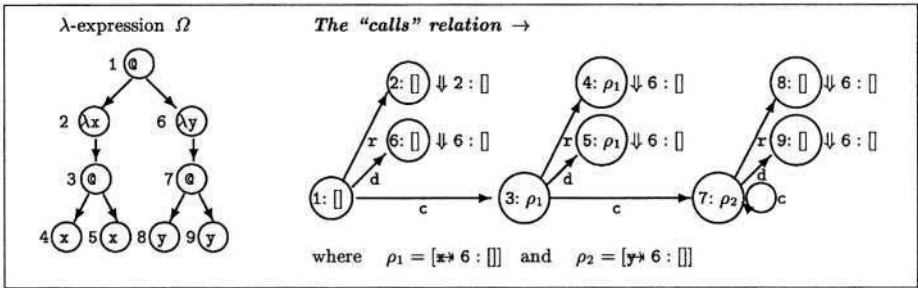 λ-expression Ω
The "calls" relation →
1 @
2 λx
6 λy
3 @
7 @
4 x
5 x
8 y
9 y
2: [] ⇓ 2 : []
r
6: [] ⇓ 6 : []
d
1: []
c
4: ρ₁ ⇓ 6 : []
r
5: ρ₁ ⇓ 6 : []
d
3: ρ₁
c
8: [] ⇓ 6 : []
r
9: [] ⇓ 6 : []
d
7: ρ₂
c
where ρ₁ = [x ↦ 6 : []] and ρ₂ = [y ↦ 6 : []]